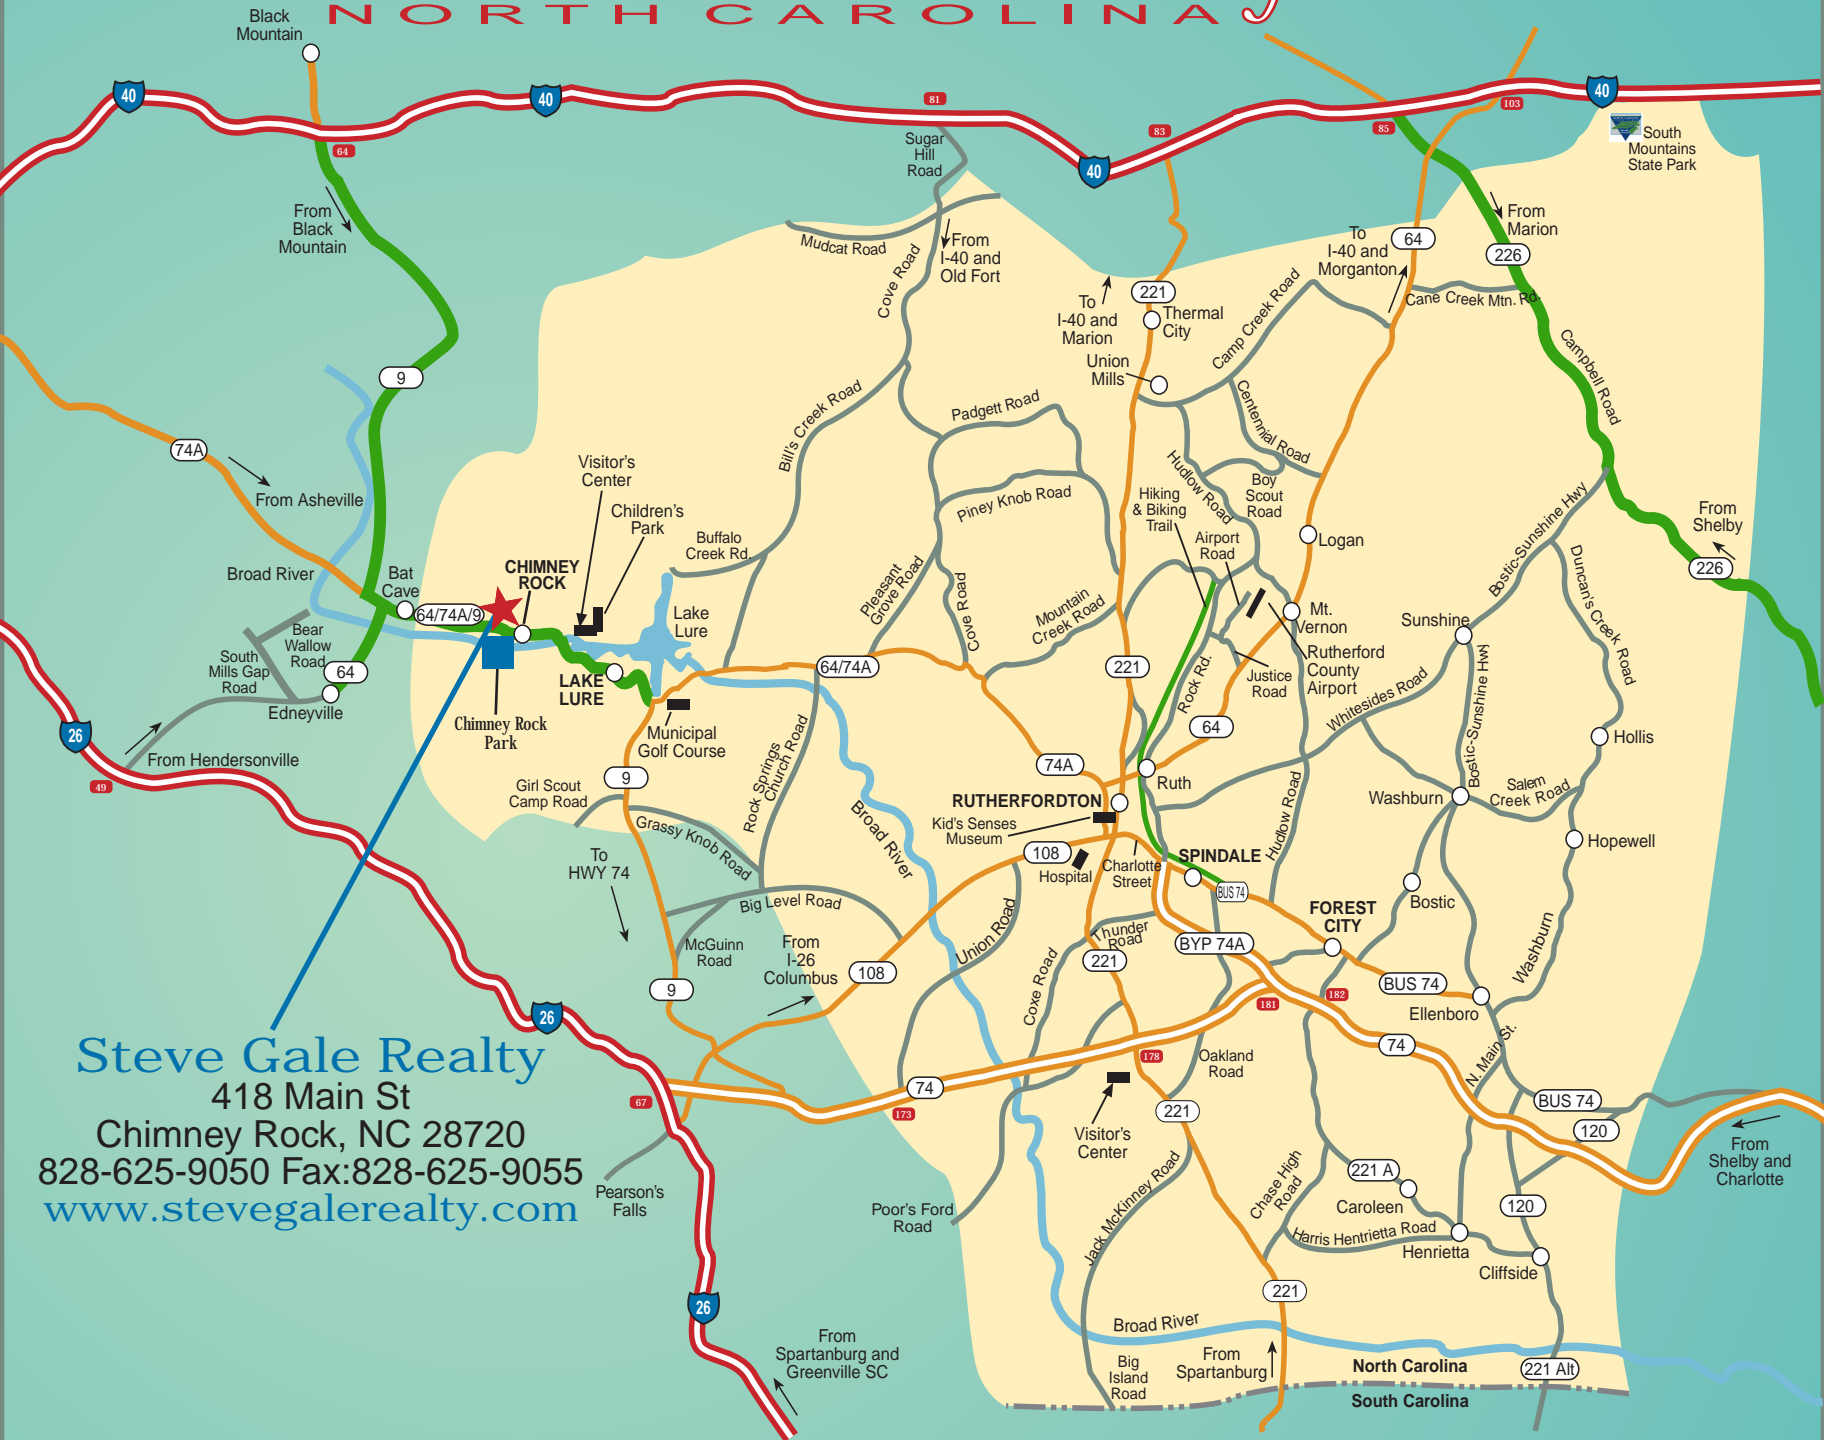 NORTH CAROLINA
Black
Mountain
40
40
81
83
40
85
103
40
64
South
Mountains
State Park
Sugar
Hill
Road
From
Black
Mountain
Mudcat Road
From
I-40 and
Old Fort
Cove Road
To
I-40 and
Marion
221
Thermal
City
Union
Mills
Camp Creek Road
To
I-40 and
Morganton
64
From
Marion
226
Cane Creek Mtn. Rd.
Campbell Road
9
74A
From Asheville
Bill's Creek Road
Padgett Road
Centennial Road
Hudlow Road
Boy
Scout
Road
Piney Knob Road
Hiking
& Biking
Trail
Airport
Road
Logan
Bostic-Sunshine Hwy
From
Shelby
226
Visitor's
Center
Children's
Park
Buffalo
Creek Rd.
Broad River
Bat
Cave
CHIMNEY
ROCK
64/74A/9
Lake
Lure
Pleasant
Grove Road
Cove Road
Mountain
Creek Road
Mt.
Vernon
Duncan's Creek Road
Sunshine
Bear
Wallow
Road
South
Mills Gap
Road
64
Edneyville
LAKE
LURE
64/74A
221
Rock Rd.
Justice
Road
Rutherford
County
Airport
Whitesides Road
Bostic-Sunshine Hwy
26
49
From Hendersonville
Chimney Rock
Park
Municipal
Golf Course
64
Hollis
9
Girl Scout
Camp Road
Rock Springs
Church Road
74A
Ruth
RUTHERFORDTON
Kid's Senses
Museum
Washburn
Salem
Creek Road
Hudlow Road
Hopewell
Grassy Knob Road
Broad River
To
HWY 74
108
Hospital
Charlotte
Street
SPINDALE
BUS 74
Bostic
Big Level Road
FOREST
CITY
McGuinn
Road
From
I-26
Columbus
108
Union Road
Thunder
Road
BYP 74A
221
Coxe Road
BUS 74
Washburn
9
181
182
Ellenboro
26
Steve Gale Realty
418 Main St
Chimney Rock, NC 28720
828-625-9050 Fax:828-625-9055
www.stevegalerealty.com
178
Oakland
Road
74
N. Main St.
74
67
173
221
BUS 74
120
Visitor's
Center
From
Shelby and
Charlotte
Pearson's
Falls
Poor's Ford
Road
Jack McKinney Road
Chase High
Road
221 A
Caroleen
120
Harris Hentrietta Road
Henrietta
Cliffside
221
26
Broad River
From
Spartanburg and
Greenville SC
Big
Island
Road
From
Spartanburg
North Carolina
221 Alt
South Carolina